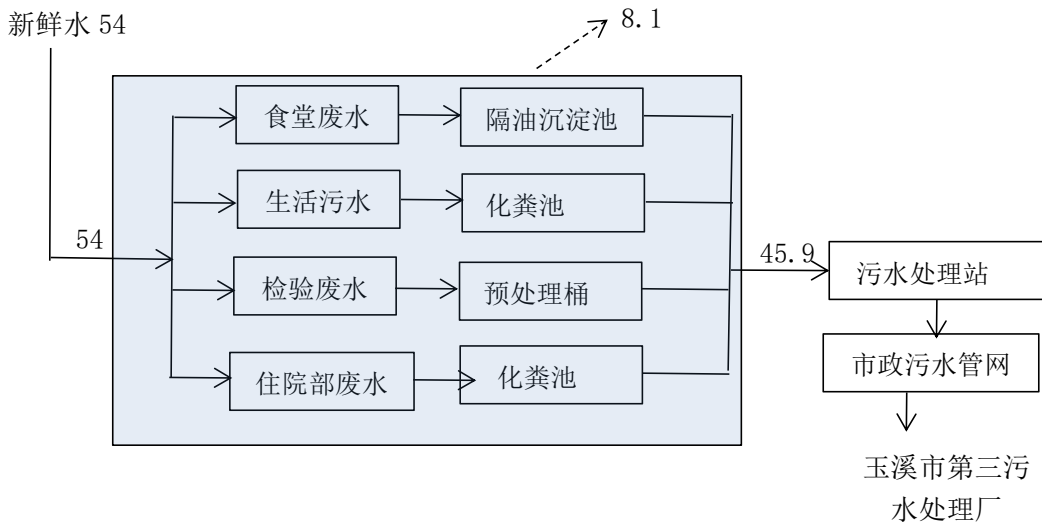 新鲜水 54
8.1
食堂废水
隔油沉淀池
生活污水
化粪池
54
45.9
污水处理站
检验废水
预处理桶
市政污水管网
住院部废水
化粪池
玉溪市第三污
水处理厂